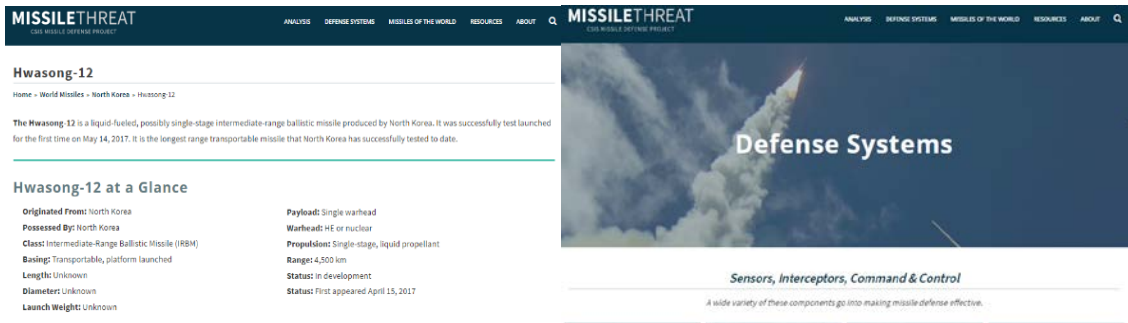 MISSILETHREAT
CSIS MISSILE DEFENSE PROJECT
ANALYSIS DEFENSE SYSTEMS MISSILES OF THE WORLD RESOURCES ABOUT
Hwasong-12
Home » World Missiles » North Korea » Hwasong-12
The Hwasong-12 is a liquid-fueled, possibly single-stage intermediate-range ballistic missile produced by North Korea. It was successfully test launched
for the first time on May 14, 2017. It is the longest range transportable missile that North Korea has successfully tested to date.
Hwasong-12 at a Glance
Originated From: North Korea
Possessed By: North Korea
Class: Intermediate-Range Ballistic Missile (IRBM)
Basing: Transportable, platform launched
Length: Unknown
Diameter: Unknown
Launch Weight: Unknown
Payload: Single warhead
Warhead: HE or nuclear
Propulsion: Single-stage, liquid propellant
Range: 4,500 km
Status: In development
Status: First appeared April 15, 2017
MISSILETHREAT
CSIS MISSILE DEFENSE PROJECT
ANALYSIS DEFENSE SYSTEMS MISSILES OF THE WORLD RESOURCES ABOUT
Defense Systems
Sensors, Interceptors, Command & Control
A wide variety of these components go into making missile defense effective.